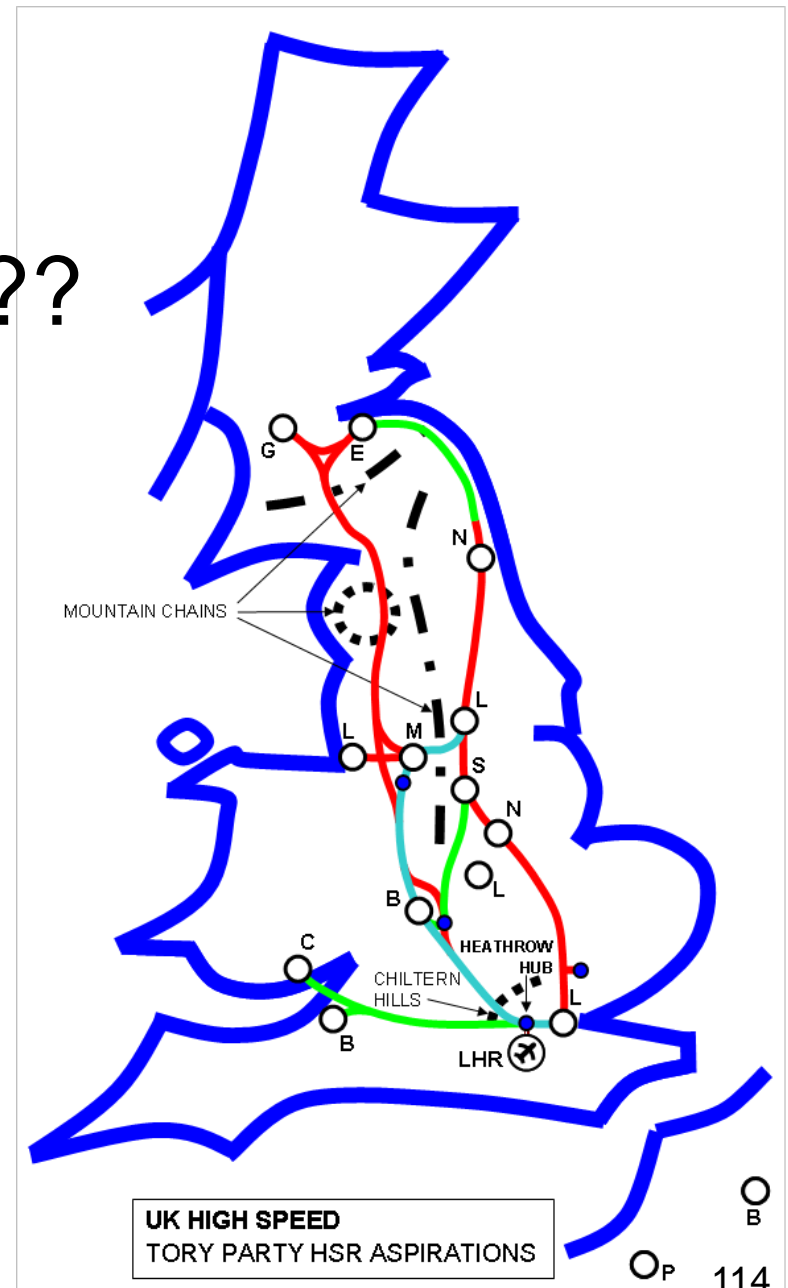 ??
G
E
N
MOUNTAIN CHAINS
L
L
M
S
N
L
B
HEATHROW
HUB
C
CHILTERN
HILLS
L
B
LHR
B
UK HIGH SPEED
TORY PARTY HSR ASPIRATIONS
P
114